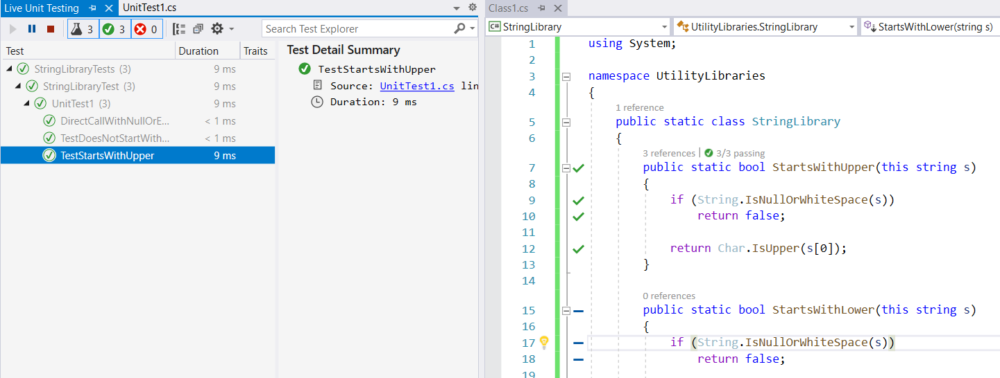 Live Unit Testing UnitTest1.cs
3 3 0 Search Test Explorer
Test Duration Traits
StringLibraryTests (3) 9 ms
StringLibraryTest (3) 9 ms
UnitTest1 (3) 9 ms
DirectCallWithNullOrE... < 1 ms
TestDoesNotStartWith... < 1 ms
TestStartsWithUpper 9 ms
Test Detail Summary
TestStartsWithUpper
Source: UnitTest1.cs lin
Duration: 9 ms
Class1.cs
C# StringLibrary UtilityLibraries.StringLibrary StartsWithLower(string s)
1 using System;
2
3 namespace UtilityLibraries
4 {
1 reference
5 public static class StringLibrary
6 {
3 references | 3/3 passing
7 public static bool StartsWithUpper(this string s)
8 {
9 if (String.IsNullOrWhiteSpace(s))
10 return false;
11
12 return Char.IsUpper(s[0]);
13 }
14
0 references
15 public static bool StartsWithLower(this string s)
16 {
17 if (String.IsNullOrWhiteSpace(s))
18 return false;
19